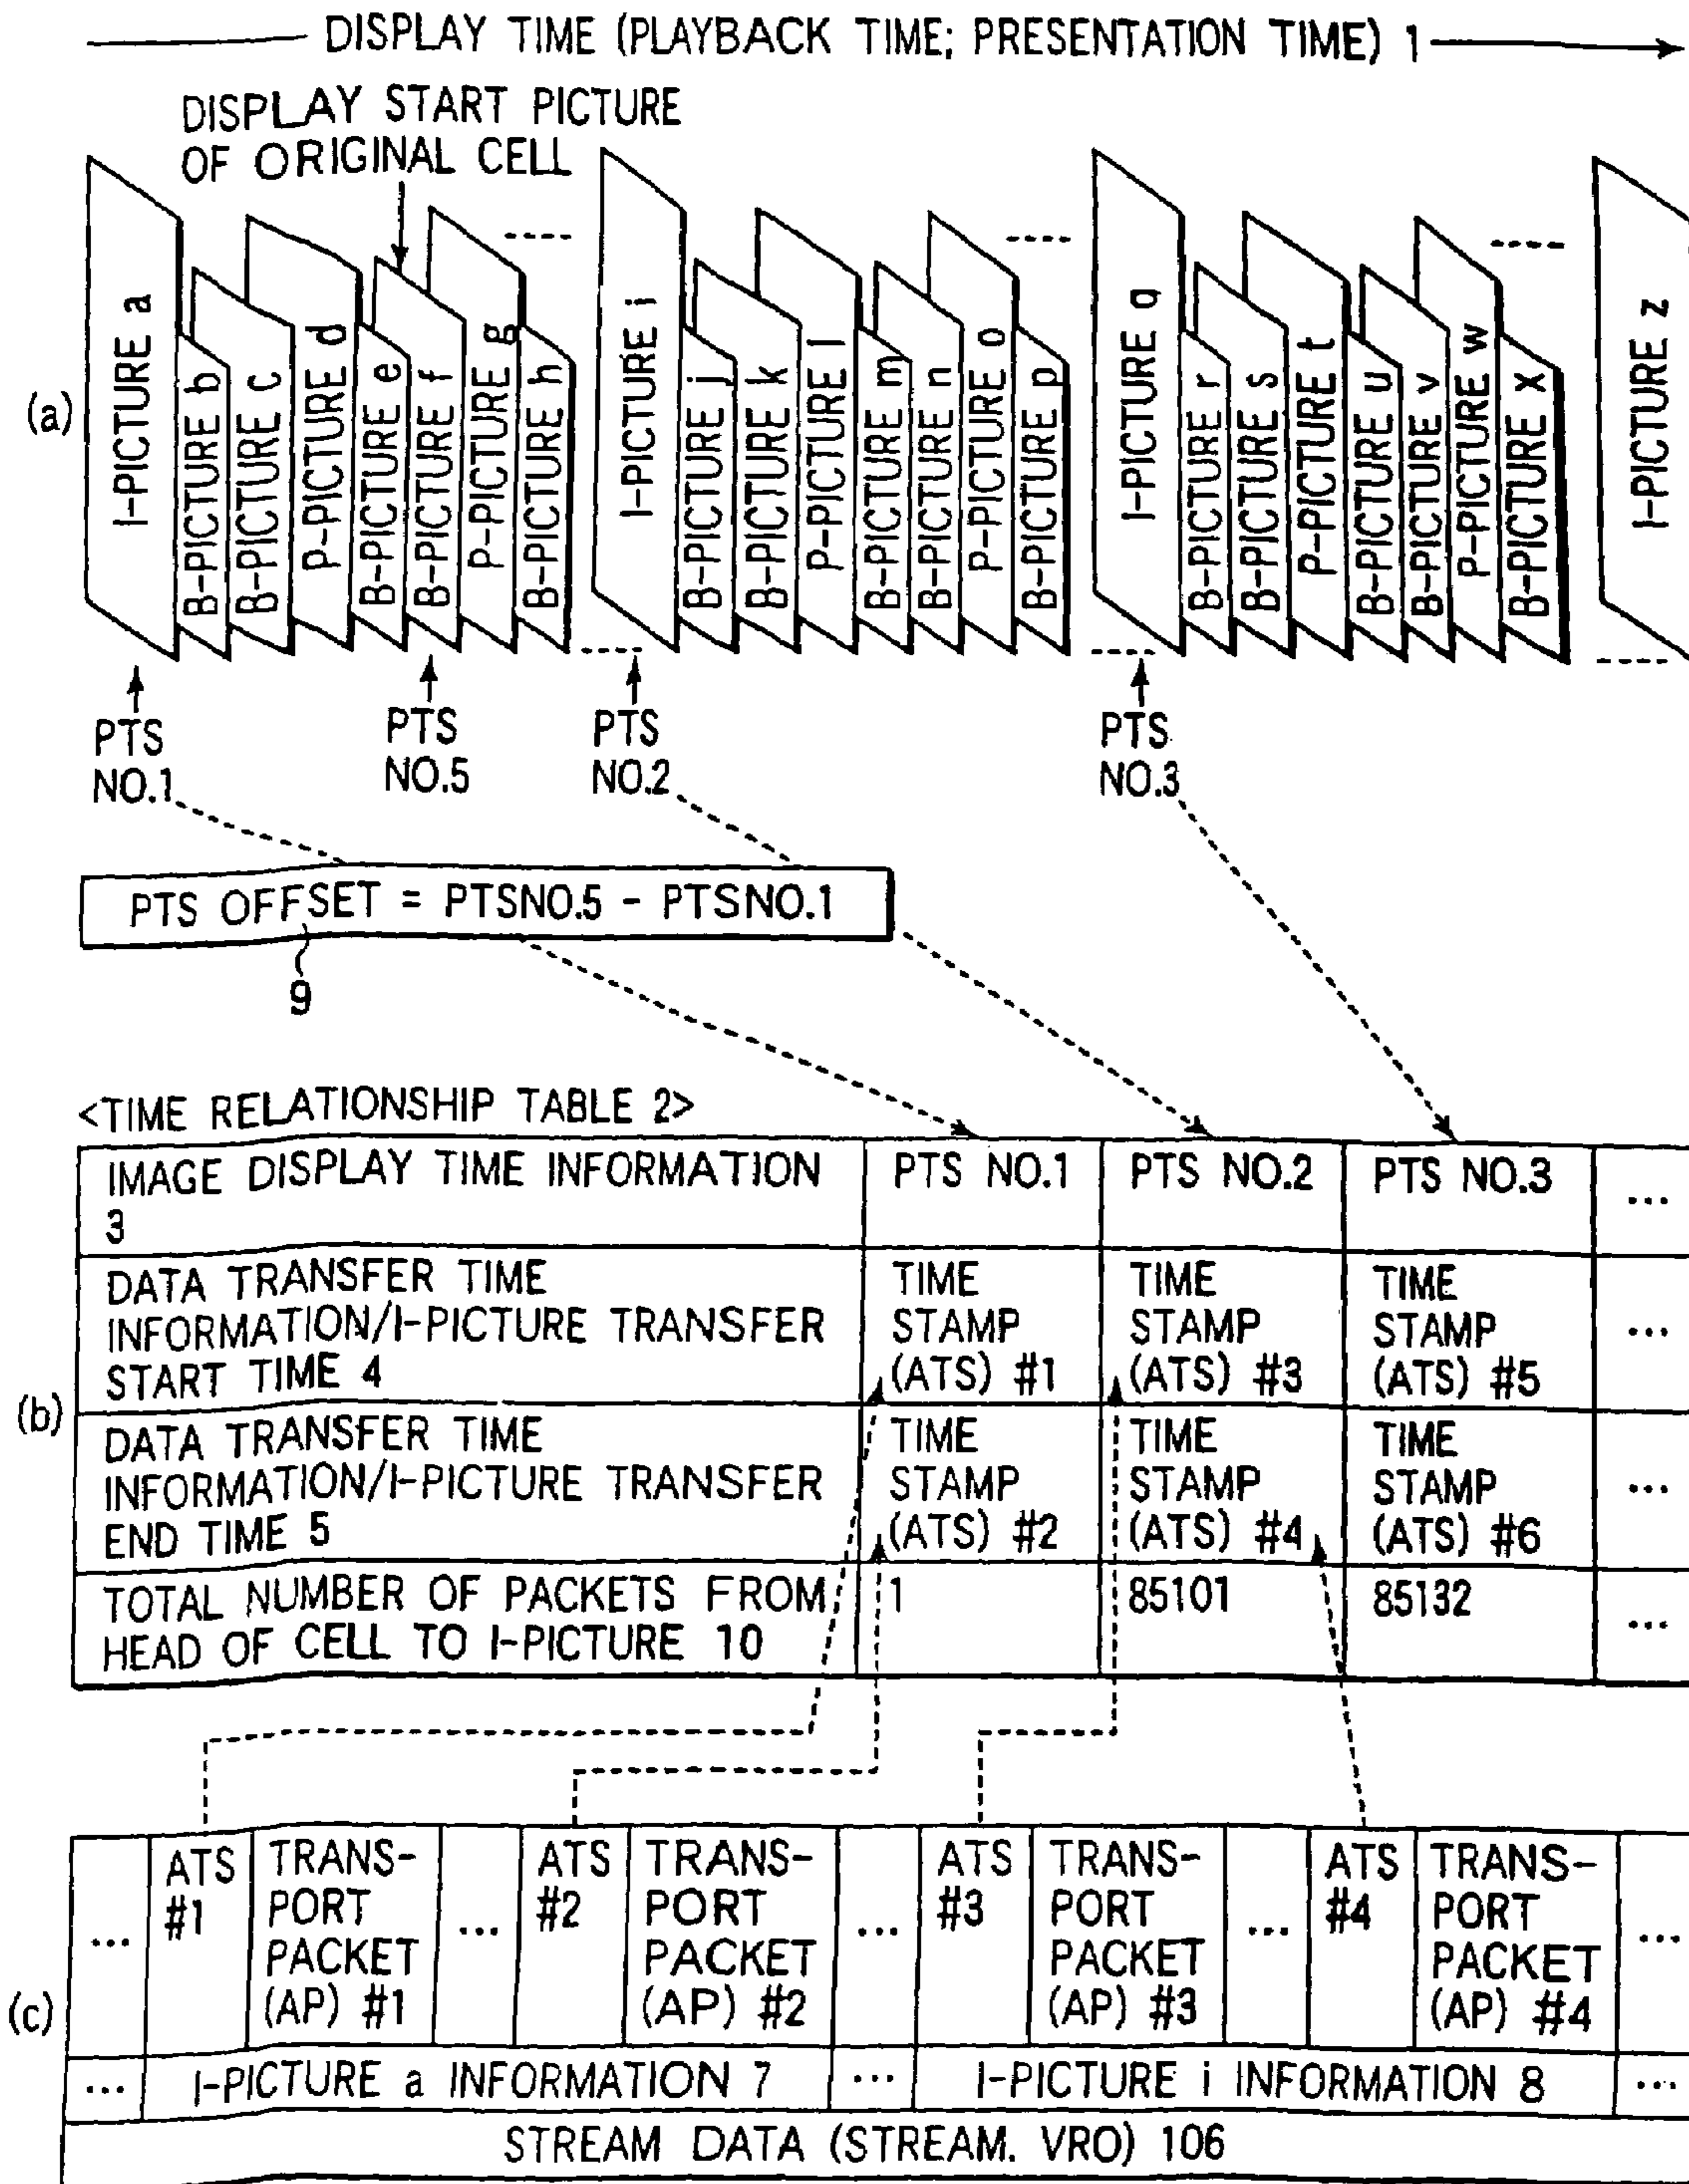 DISPLAY TIME (PLAYBACK TIME; PRESENTATION TIME) 1
DISPLAY START PICTURE
OF ORIGINAL CELL
(a)
I-PICTURE a
B-PICTURE b
B-PICTURE c
P-PICTURE d
B-PICTURE e
B-PICTURE f
P-PICTURE g
B-PICTURE h
I-PICTURE i
B-PICTURE j
B-PICTURE k
P-PICTURE l
B-PICTURE m
B-PICTURE n
P-PICTURE o
B-PICTURE p
I-PICTURE q
B-PICTURE r
B-PICTURE s
P-PICTURE t
B-PICTURE u
B-PICTURE v
P-PICTURE w
B-PICTURE x
I-PICTURE z
PTS
NO.1
PTS
NO.5
PTS
NO.2
PTS
NO.3
PTS OFFSET = PTSNO.5 - PTSNO.1
9
<TIME RELATIONSHIP TABLE 2>
(b)
IMAGE DISPLAY TIME INFORMATION
3
PTS NO.1
PTS NO.2
PTS NO.3
...
DATA TRANSFER TIME
INFORMATION/I-PICTURE TRANSFER
START TIME 4
TIME
STAMP
(ATS) #1
TIME
STAMP
(ATS) #3
TIME
STAMP
(ATS) #5
...
DATA TRANSFER TIME
INFORMATION/I-PICTURE TRANSFER
END TIME 5
TIME
STAMP
(ATS) #2
TIME
STAMP
(ATS) #4
TIME
STAMP
(ATS) #6
...
TOTAL NUMBER OF PACKETS FROM
HEAD OF CELL TO I-PICTURE 10
1
85101
85132
...
(c)
...
ATS
#1
TRANS-
PORT
PACKET
(AP) #1
...
ATS
#2
TRANS-
PORT
PACKET
(AP) #2
...
ATS
#3
TRANS-
PORT
PACKET
(AP) #3
...
ATS
#4
TRANS-
PORT
PACKET
(AP) #4
...
...
I-PICTURE a INFORMATION 7
...
I-PICTURE i INFORMATION 8
...
STREAM DATA (STREAM. VRO) 106